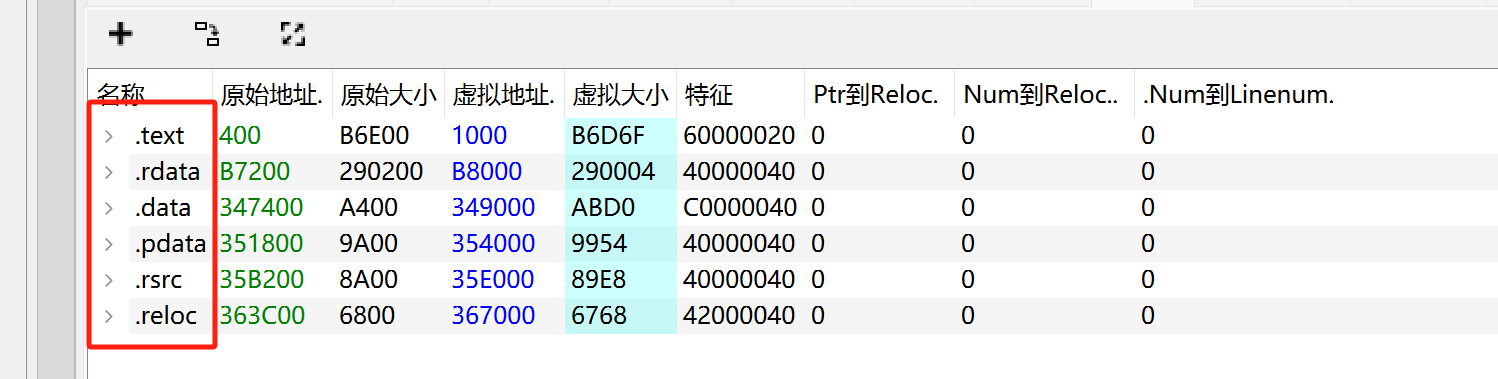 名称 原始地址. 原始大小 虚拟地址. 虚拟大小 特征 Ptr到Reloc. Num到Reloc.. .Num到Linenum.
.text 400 B6E00 1000 B6D6F 60000020 0 0 0
.rdata B7200 290200 B8000 290004 40000040 0 0 0
.data 347400 A400 349000 ABD0 C0000040 0 0 0
.pdata 351800 9A00 354000 9954 40000040 0 0 0
.rsrc 35B200 8A00 35E000 89E8 40000040 0 0 0
.reloc 363C00 6800 367000 6768 42000040 0 0 0